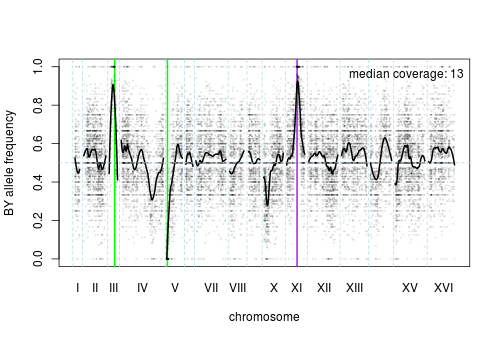 median coverage: 13
1.0
0.8
0.6
0.4
0.2
0.0
BY allele frequency
I II III IV V VII VIII X XI XII XIII XV XVI
chromosome